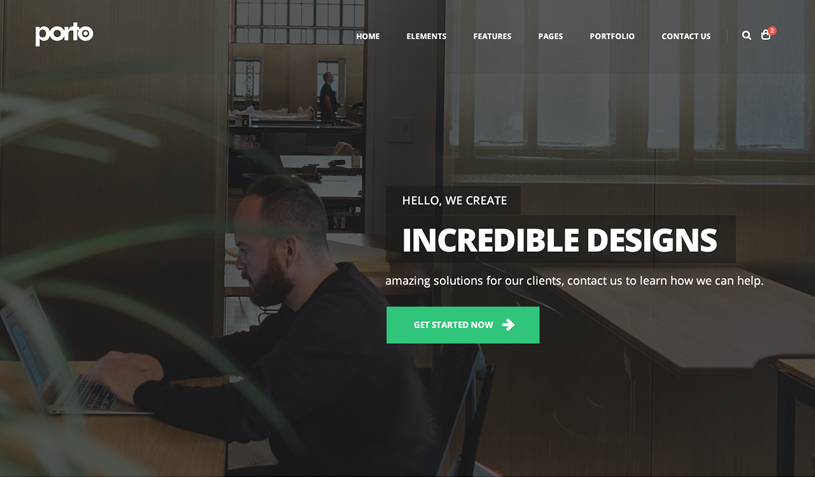 porto
HOME ELEMENTS FEATURES PAGES PORTFOLIO CONTACT US 2
HELLO, WE CREATE
INCREDIBLE DESIGNS
amazing solutions for our clients, contact us to learn how we can help.
GET STARTED NOW